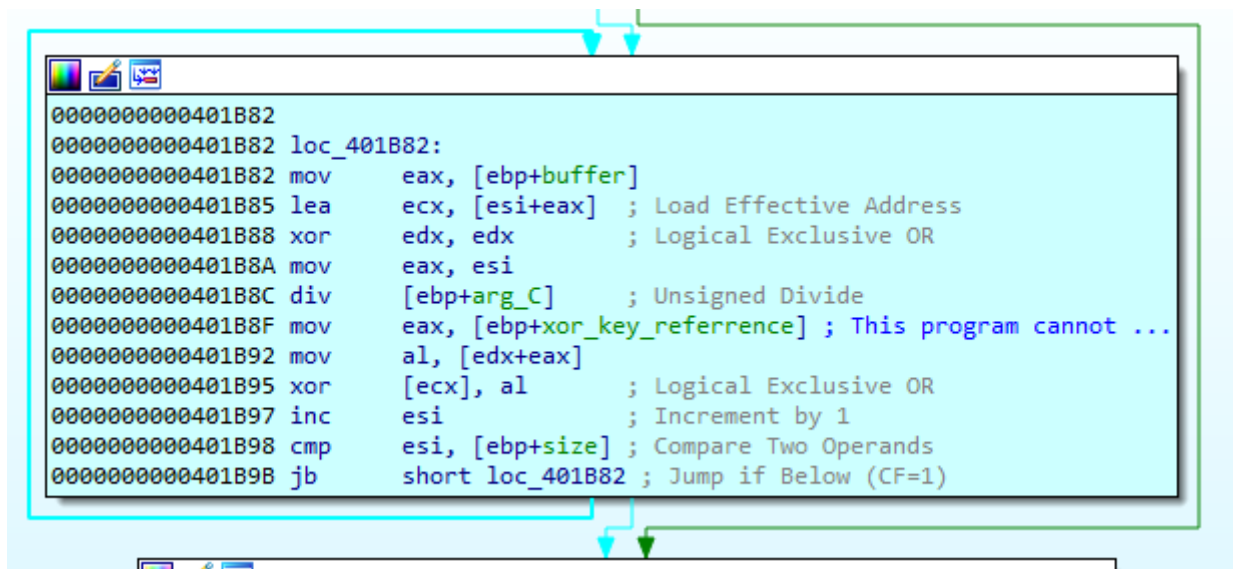 0000000000401B82
0000000000401B82 loc_401B82:
0000000000401B82 mov eax, [ebp+buffer]
0000000000401B85 lea ecx, [esi+eax] ; Load Effective Address
0000000000401B88 xor edx, edx ; Logical Exclusive OR
0000000000401B8A mov eax, esi
0000000000401B8C div [ebp+arg_C] ; Unsigned Divide
0000000000401B8F mov eax, [ebp+xor_key_referrence] ; This program cannot ...
0000000000401B92 mov al, [edx+eax]
0000000000401B95 xor [ecx], al ; Logical Exclusive OR
0000000000401B97 inc esi ; Increment by 1
0000000000401B98 cmp esi, [ebp+size] ; Compare Two Operands
0000000000401B9B jb short loc_401B82 ; Jump if Below (CF=1)